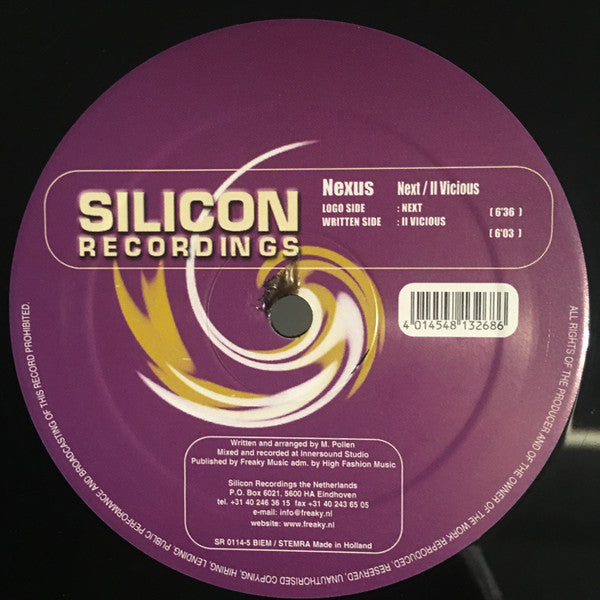 SILICON
RECORDINGS
Nexus Next / II Vicious
LOGO SIDE : NEXT [ 6'36 ]
WRITTEN SIDE : II VICIOUS
[ 6'03 ]
4 014548 132686
Written and arranged by M. Pollen
Mixed and recorded at Innersound Studio
Published by Freaky Music adm. by High Fashion Music
Silicon Recordings the Netherlands
P.O. Box 6021, 5600 HA Eindhoven
tel. +31 40 246 36 15 fax +31 40 243 65 05
e-mail: info@freaky.nl
website: www.freaky.nl
SR 0114-5 BIEM / STEMRA Made in Holland
ALL RIGHTS OF THE PRODUCER AND OF THE OWNER OF THE WORK REPRODUCED, RESERVED, UNAUTHORISED COPYING, HIRING, LENDING, PUBLIC PERFORMANCE AND BROADCASTING OF THIS RECORD PROHIBITED.